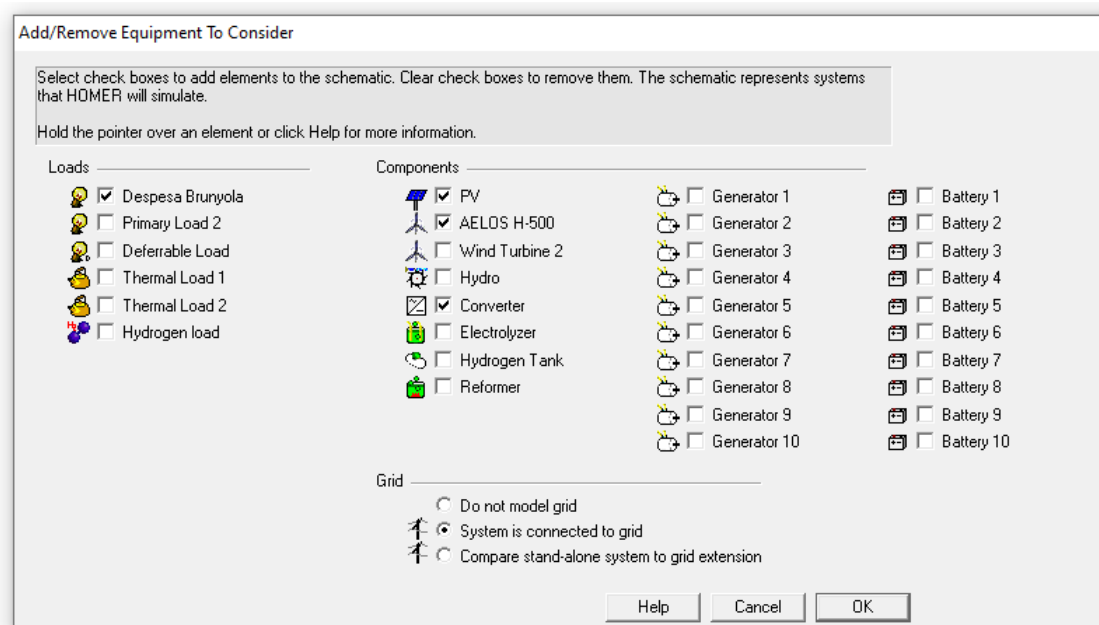 Add/Remove Equipment To Consider
Select check boxes to add elements to the schematic. Clear check boxes to remove them. The schematic represents systems
that HOMER will simulate.
Hold the pointer over an element or click Help for more information.
Loads
Despesa Brunyola
Primary Load 2
Deferrable Load
Thermal Load 1
Thermal Load 2
Hydrogen load
Components
PV
AELOS H-500
Wind Turbine 2
Hydro
Converter
Electrolyzer
Hydrogen Tank
Reformer
Generator 1
Generator 2
Generator 3
Generator 4
Generator 5
Generator 6
Generator 7
Generator 8
Generator 9
Generator 10
Battery 1
Battery 2
Battery 3
Battery 4
Battery 5
Battery 6
Battery 7
Battery 8
Battery 9
Battery 10
Grid
Do not model grid
System is connected to grid
Compare stand-alone system to grid extension
Help
Cancel
OK